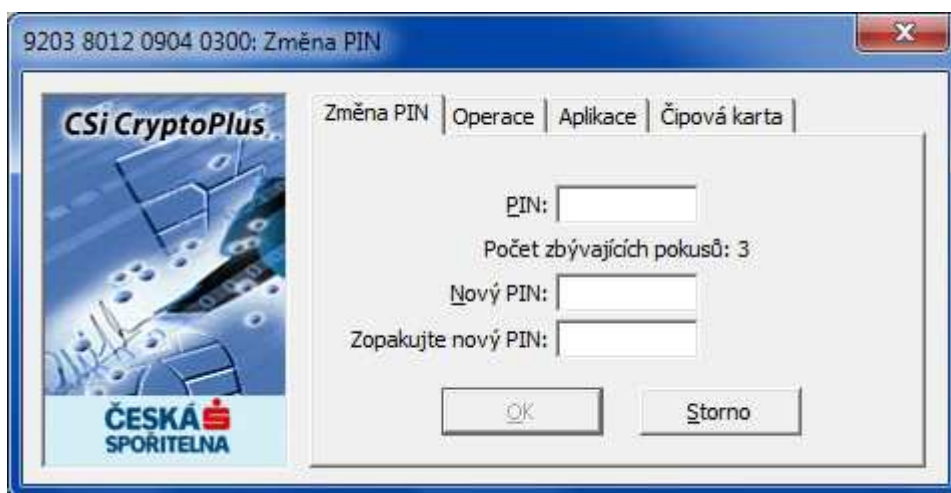 9203 8012 0904 0300: Změna PIN
CSi CryptoPlus
Změna PIN Operace Aplikace Čipová karta
PIN:
Počet zbývajících pokusů: 3
Nový PIN:
Zopakujte nový PIN:
OK Storno
ČESKÁ
SPOŘITELNA